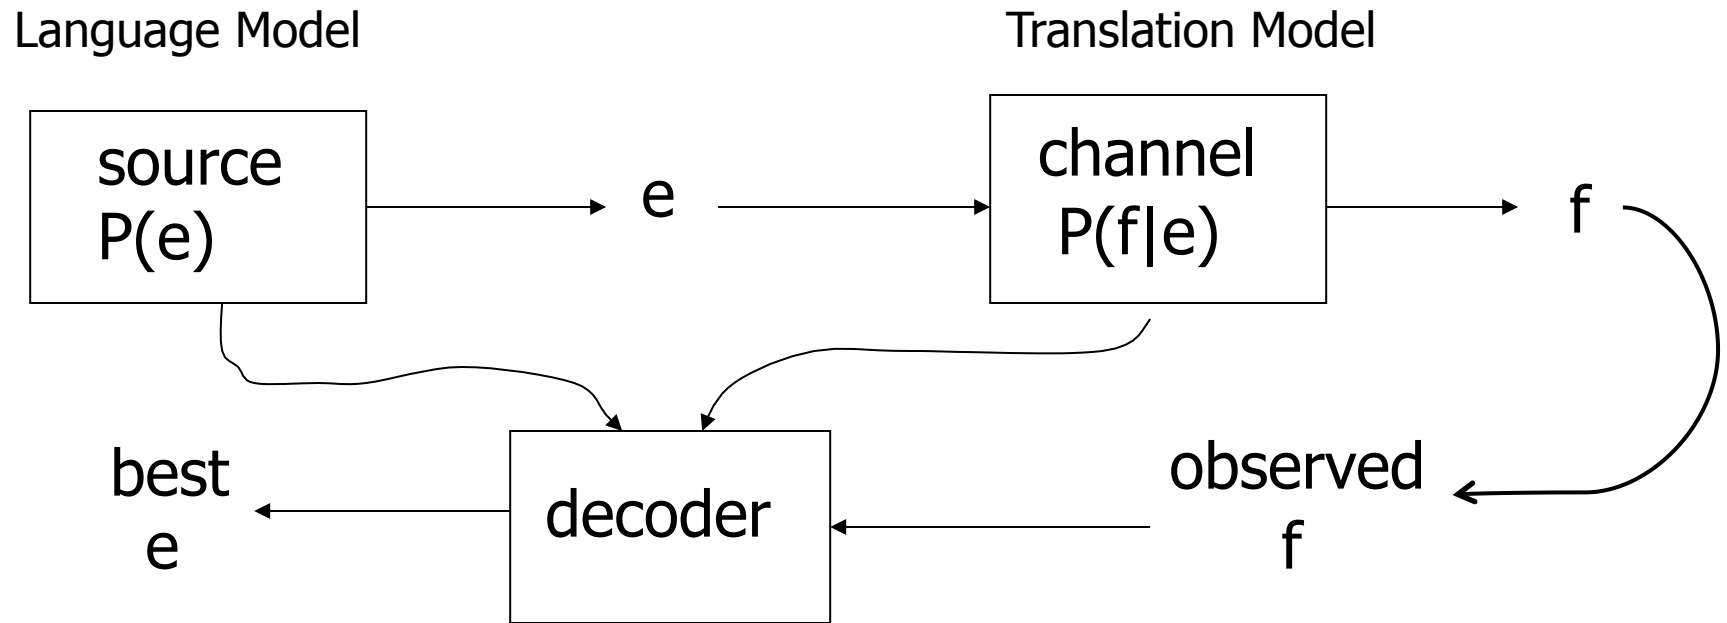 Language Model
Translation Model
source
P(e)
e
channel
P(f|e)
f
best
e
decoder
observed
f